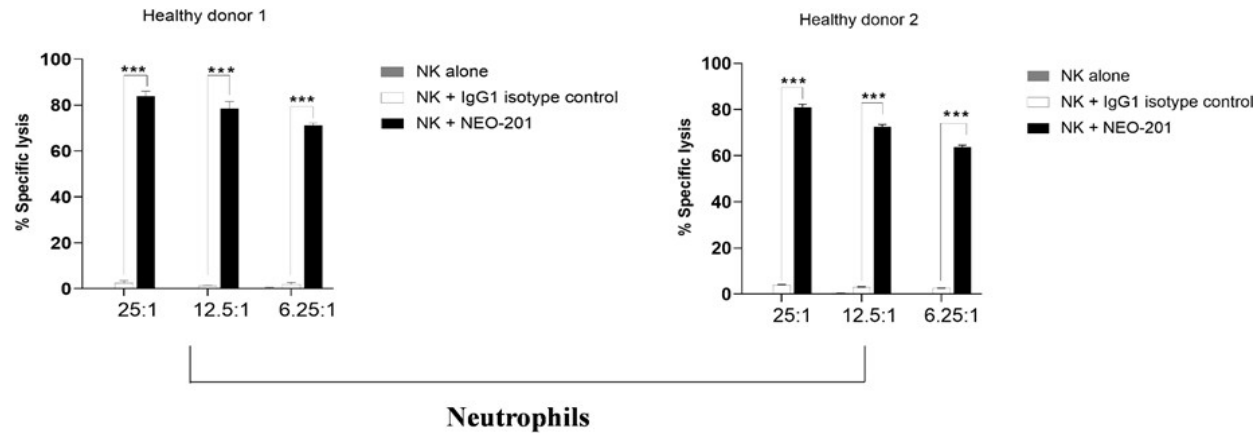 Healthy donor 1
% Specific lysis
100
80
60
40
20
0
***
***
***
25:1
12.5:1
6.25:1
NK alone
NK + IgG1 isotype control
NK + NEO-201
Healthy donor 2
% Specific lysis
100
80
60
40
20
0
***
***
***
25:1
12.5:1
6.25:1
NK alone
NK + IgG1 isotype control
NK + NEO-201
Neutrophils